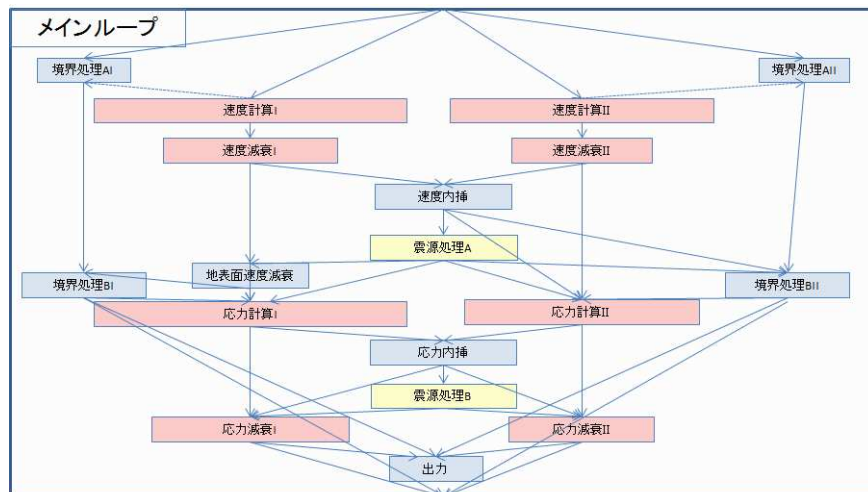 メインループ
境界処理AI
境界処理AII
速度計算I
速度計算II
速度減衰I
速度減衰II
速度内挿
震源処理A
地表面速度減衰
境界処理BI
境界処理BII
応力計算I
応力計算II
応力内挿
震源処理B
応力減衰I
応力減衰II
出力